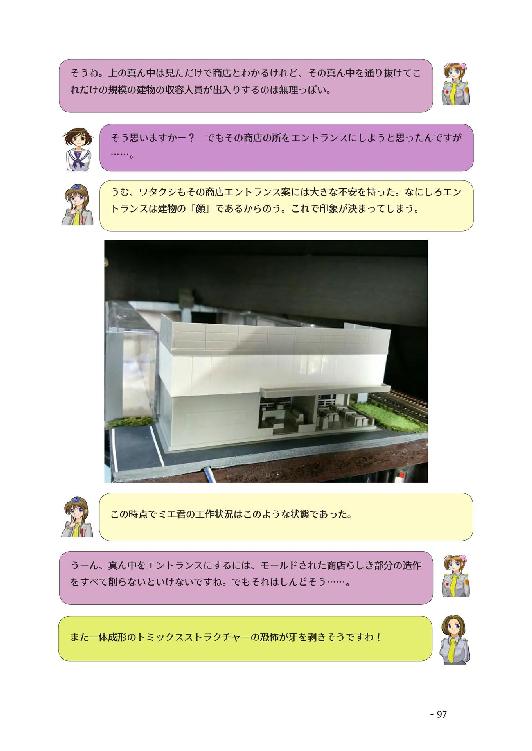 そうね。上の真ん中は見ただけで商店とわかるけれど、その真ん中を通り抜けてこ
れだけの規模の建物の収容人員が出入りするのは無理っぽい。
そう思いますかー？　でもその商店の所をエントランスにしようと思ったんですが
……。
うむ、ワタクシもその商店エントランス案には大きな不安を持った。なにしろエン
トランスは建物の「顔」であるからのう。これで印象が決まってしまう。
この時点でミエ君の工作状況はこのような状態であった。
うーん、真ん中をエントランスにするには、モールドされた商店らしき部分の造作
をすべて削らないといけないですね。でもそれはしんどそう……。
また一体成形のトミックスストラクチャーの恐怖が牙を剥きそうですわ！
- 97